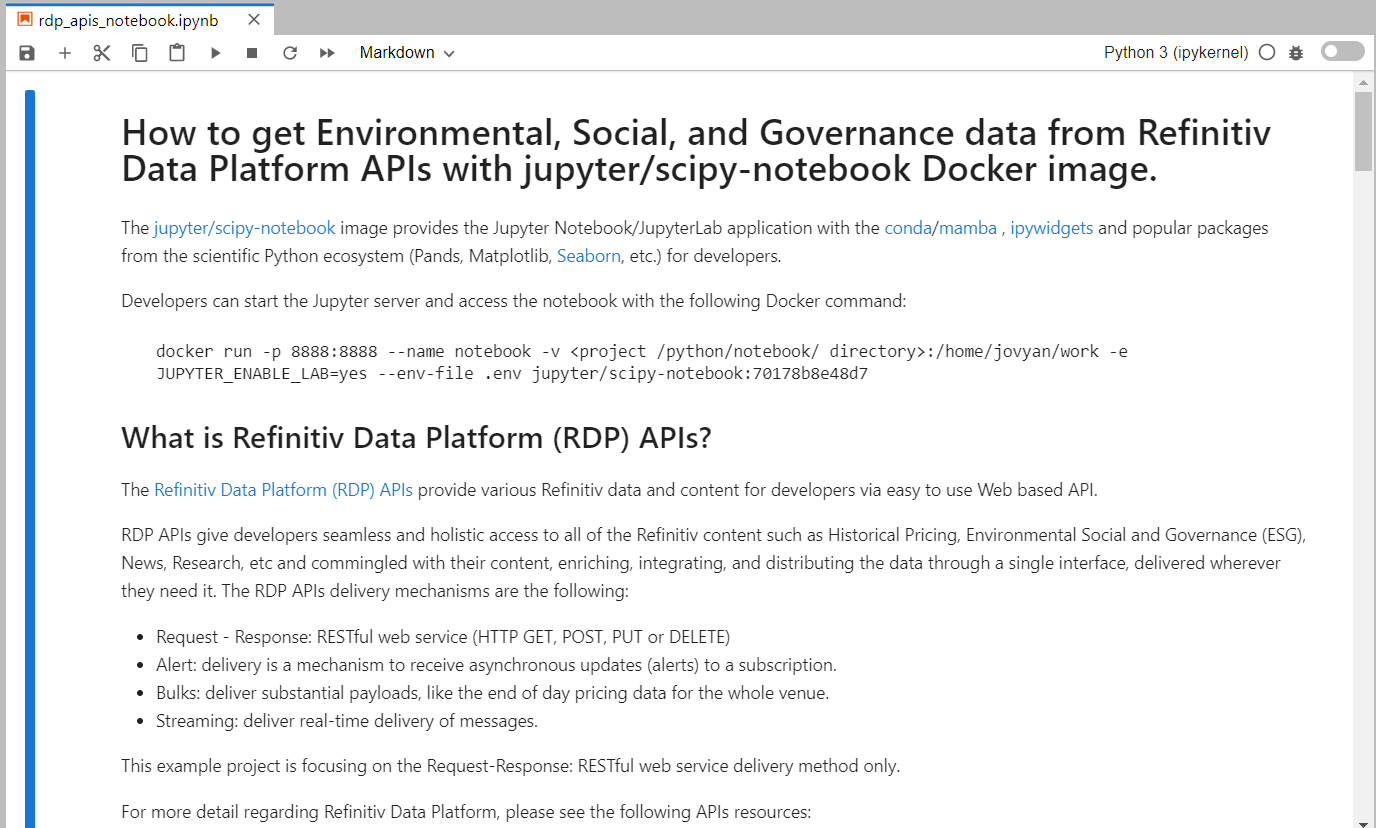 rdp_apis_notebook.ipynb
Markdown
Python 3 (ipykernel)
How to get Environmental, Social, and Governance data from Refinitiv
Data Platform APIs with jupyter/scipy-notebook Docker image.
The jupyter/scipy-notebook image provides the Jupyter Notebook/JupyterLab application with the conda/mamba , ipywidgets and popular packages
from the scientific Python ecosystem (Pands, Matplotlib, Seaborn, etc.) for developers.
Developers can start the Jupyter server and access the notebook with the following Docker command:
docker run -p 8888:8888 --name notebook -v <project /python/notebook/ directory>:/home/jovyan/work -e
JUPYTER_ENABLE_LAB=yes --env-file .env jupyter/scipy-notebook:70178b8e48d7
What is Refinitiv Data Platform (RDP) APIs?
The Refinitiv Data Platform (RDP) APIs provide various Refinitiv data and content for developers via easy to use Web based API.
RDP APIs give developers seamless and holistic access to all of the Refinitiv content such as Historical Pricing, Environmental Social and Governance (ESG),
News, Research, etc and commingled with their content, enriching, integrating, and distributing the data through a single interface, delivered wherever
they need it. The RDP APIs delivery mechanisms are the following:
• Request - Response: RESTful web service (HTTP GET, POST, PUT or DELETE)
• Alert: delivery is a mechanism to receive asynchronous updates (alerts) to a subscription.
• Bulks: deliver substantial payloads, like the end of day pricing data for the whole venue.
• Streaming: deliver real-time delivery of messages.
This example project is focusing on the Request-Response: RESTful web service delivery method only.
For more detail regarding Refinitiv Data Platform, please see the following APIs resources: